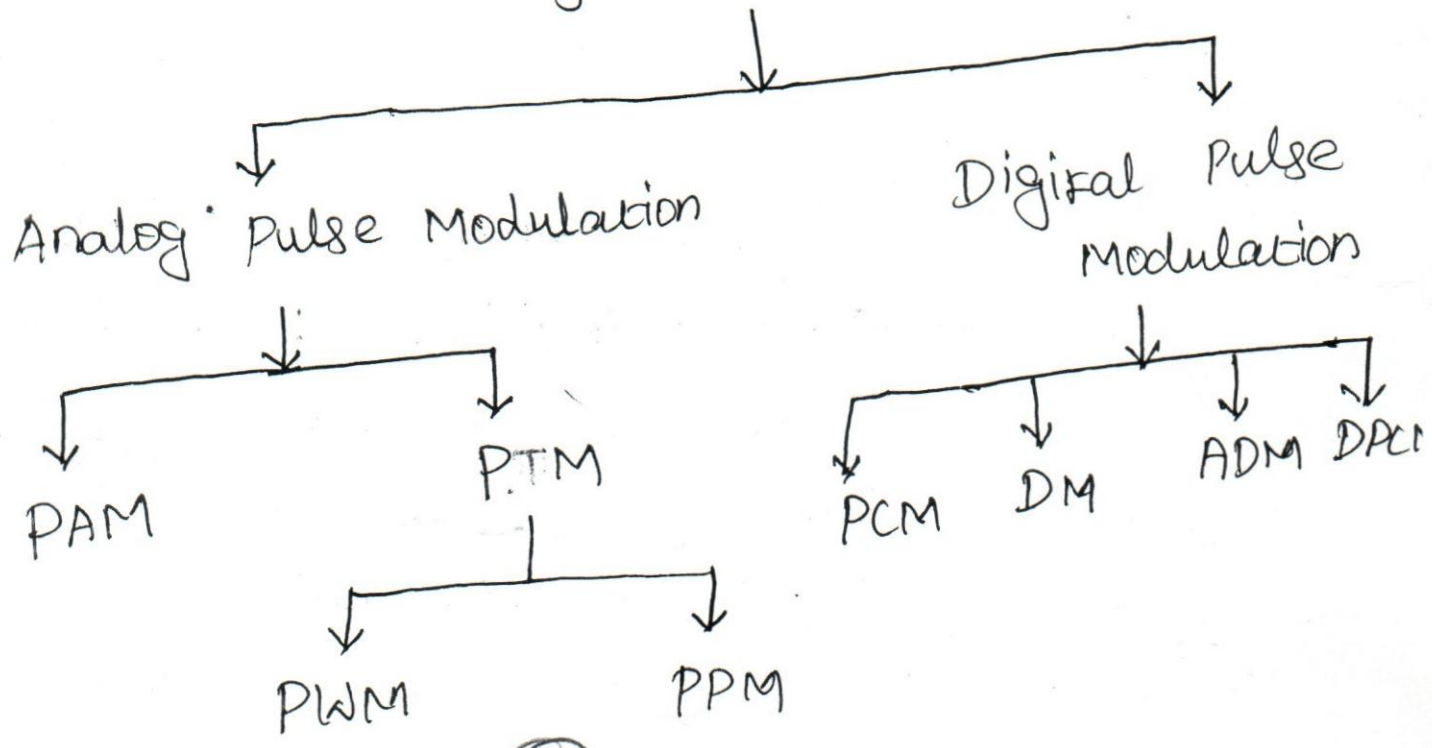 Analog Pulse Modulation
Digital Pulse
Modulation
PAM
PTM
PCM
DM
ADM
PWM
PPM